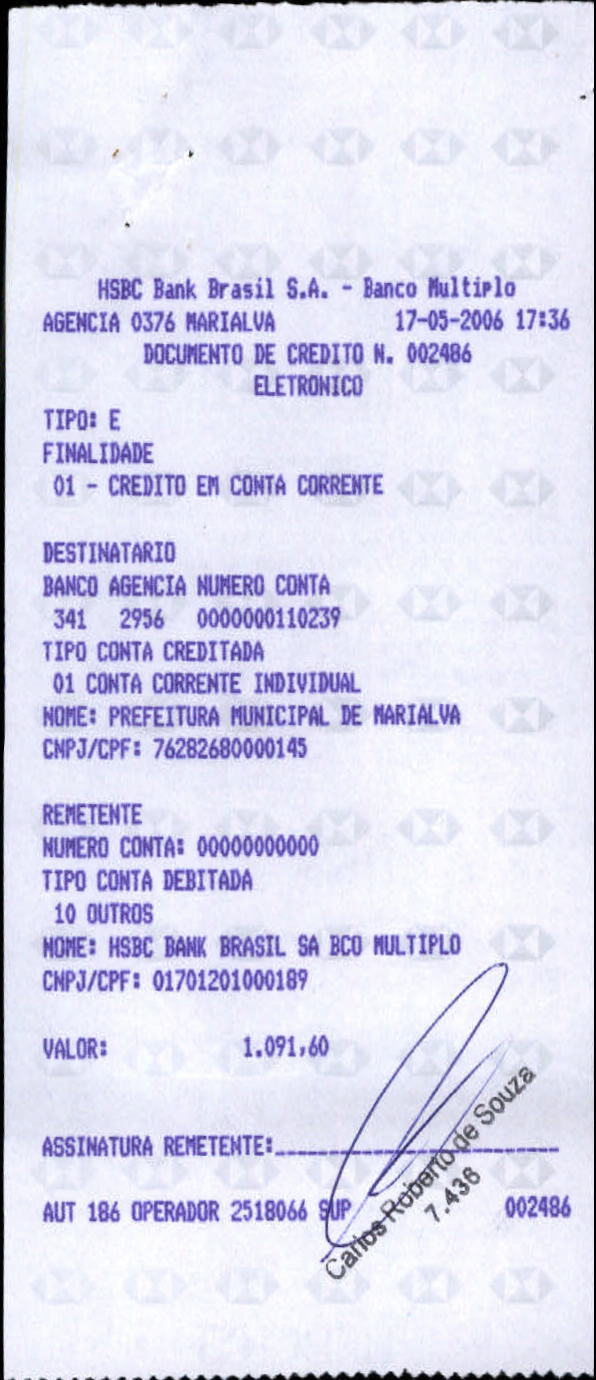 HSBC Bank Brasil S.A. - Banco Multiplo
AGENCIA 0376 MARIALVA 17-05-2006 17:36
DOCUMENTO DE CREDITO N. 002486
ELETRONICO
TIPO: E
FINALIDADE
01 - CREDITO EM CONTA CORRENTE
DESTINATARIO
BANCO AGENCIA NUMERO CONTA
341 2956 0000000110239
TIPO CONTA CREDITADA
01 CONTA CORRENTE INDIVIDUAL
NOME: PREFEITURA MUNICIPAL DE MARIALVA
CNPJ/CPF: 76282680000145
REMETENTE
NUMERO CONTA: 00000000000
TIPO CONTA DEBITADA
10 OUTROS
NOME: HSBC BANK BRASIL SA BCO MULTIPLO
CNPJ/CPF: 01701201000189
VALOR: 1.091,60
ASSINATURA REMETENTE:
AUT 186 OPERADOR 2518066 SUP 002486
Carlos Roberto de Souza
7.436